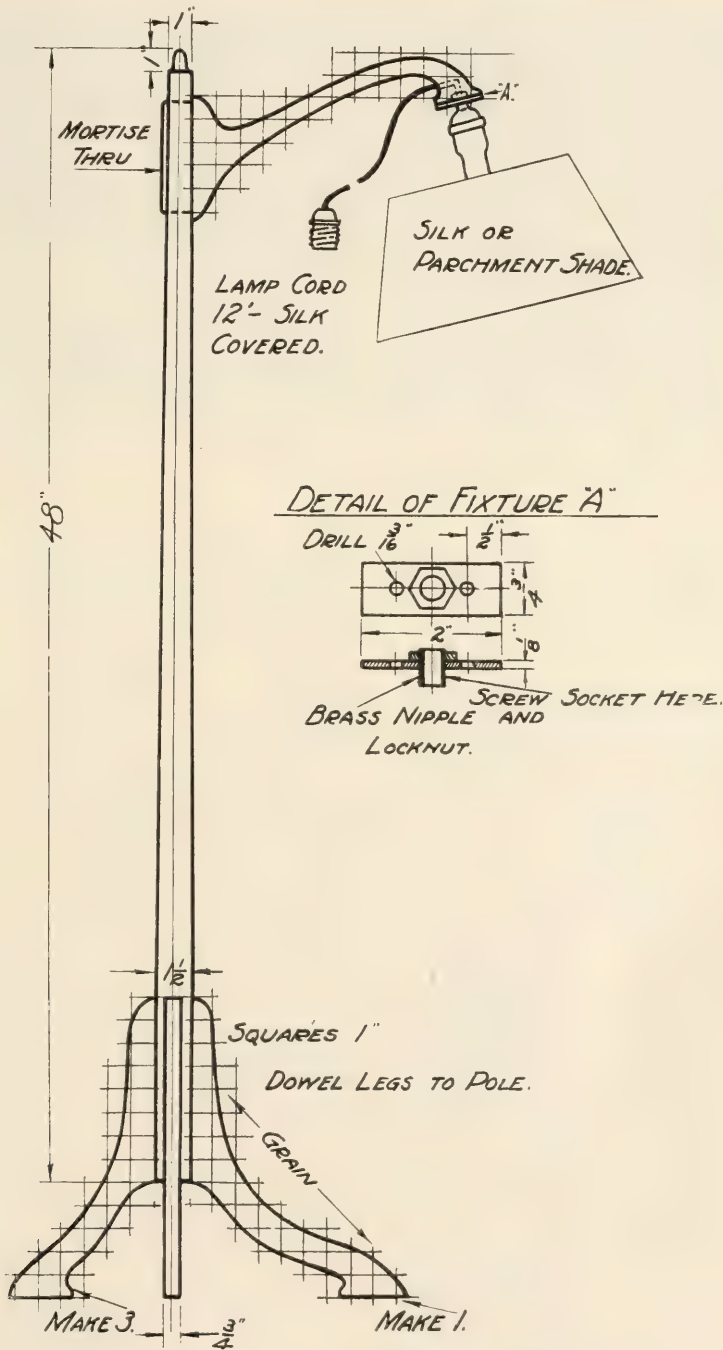 1"
1"
MORTISE
THRU
"A"
SILK OR
PARCHMENT SHADE.
LAMP CORD
12'- SILK
COVERED.
48"
DETAIL OF FIXTURE "A"
DRILL 3/16"
1/2"
3/4"
2"
1/8"
SCREW SOCKET HERE.
BRASS NIPPLE AND
LOCKNUT.
1 1/2"
SQUARES 1"
DOWEL LEGS TO POLE.
GRAIN
MAKE 3.
3/4"
MAKE 1.